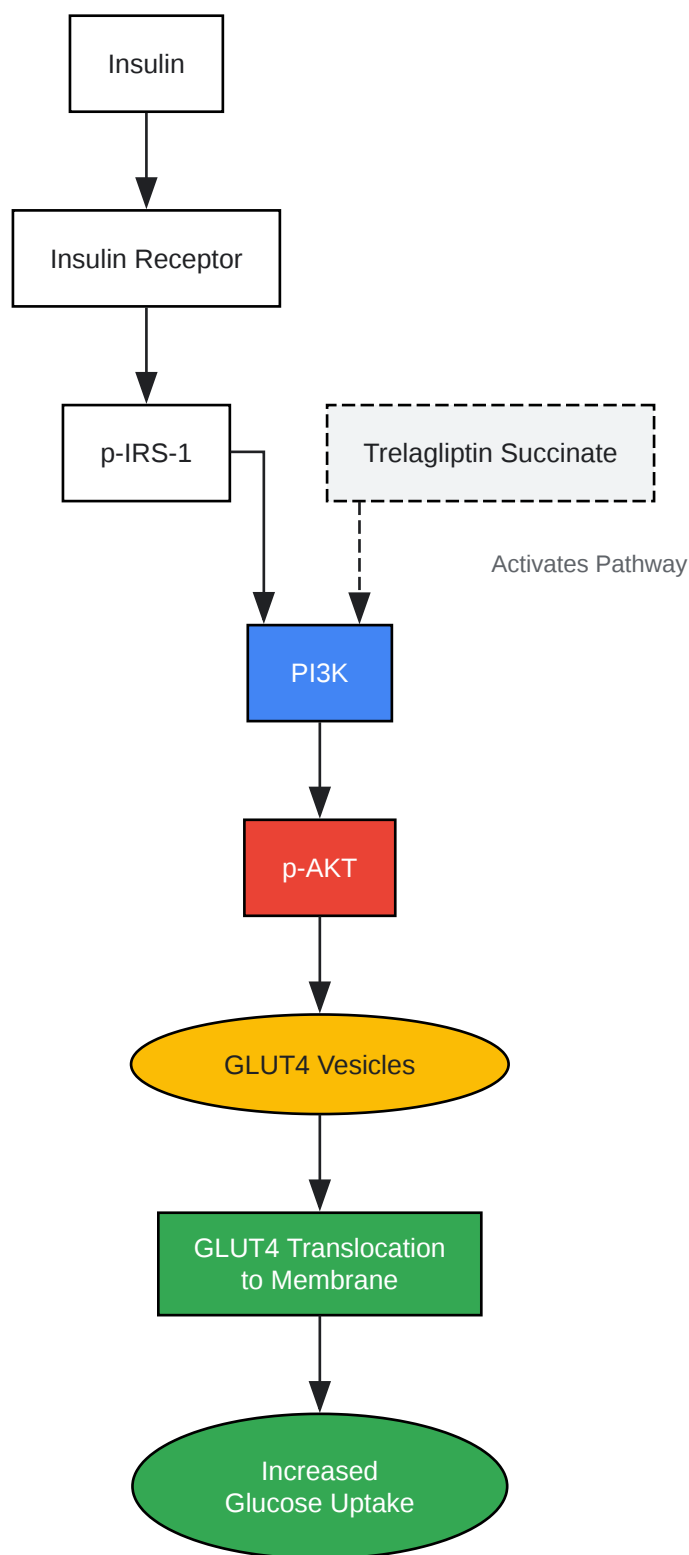 Insulin
Insulin Receptor
p-IRS-1
Trelagliptin Succinate
Activates Pathway
PI3K
p-AKT
GLUT4 Vesicles
GLUT4 Translocation
to Membrane
Increased
Glucose Uptake